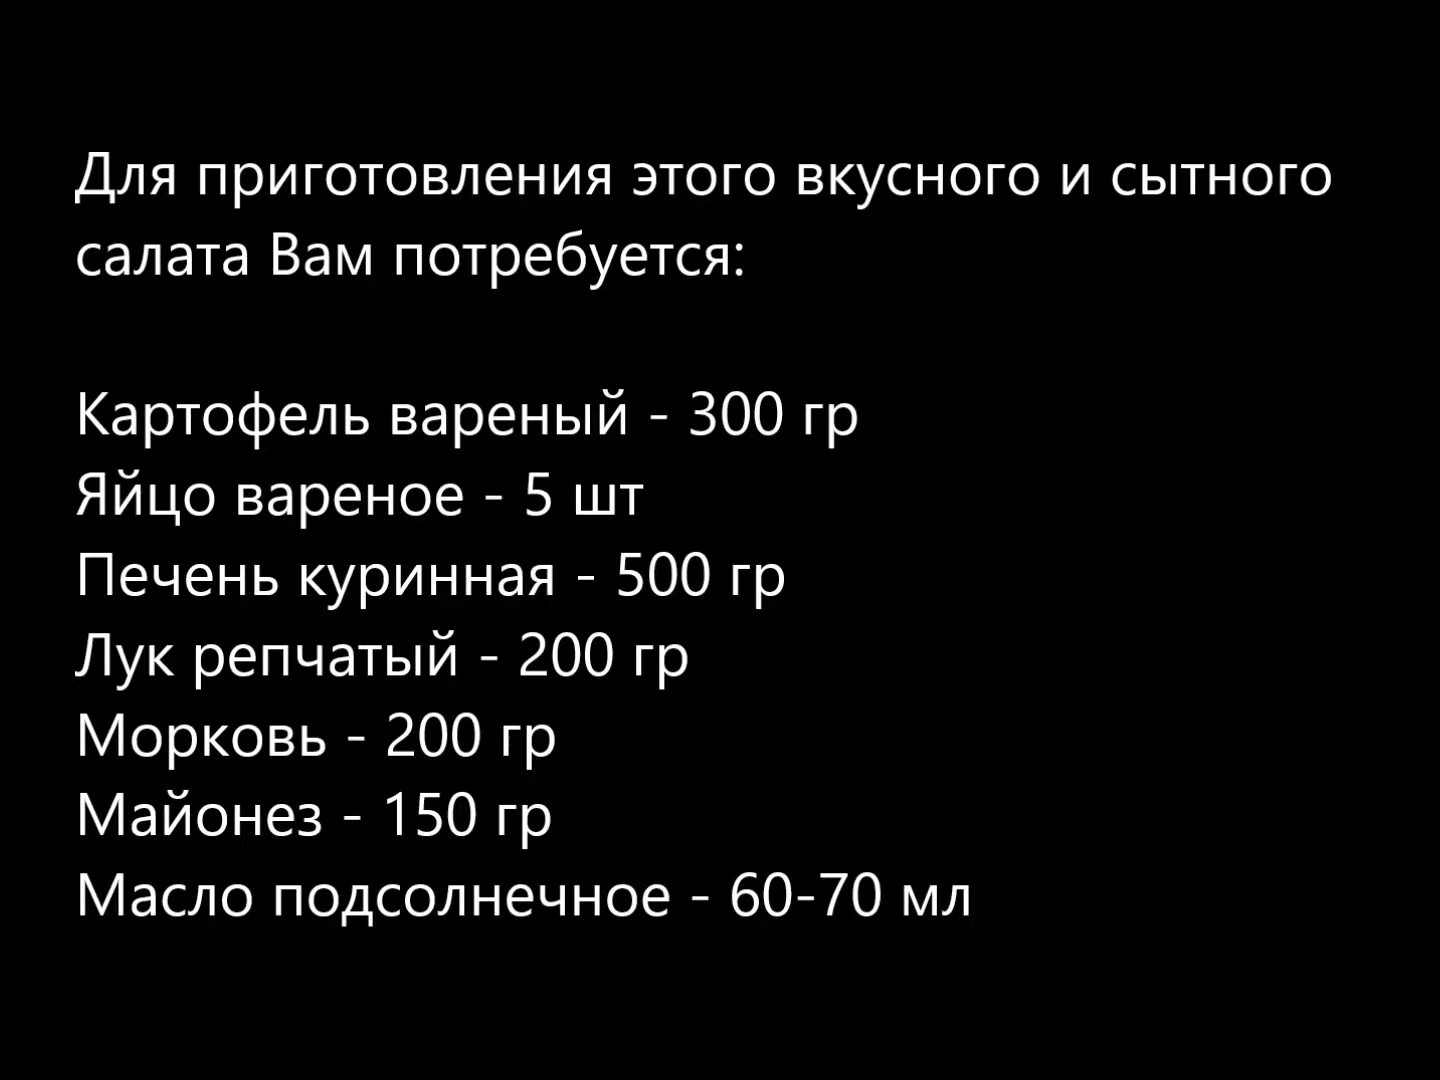 Для приготовления этого вкусного и сытного
салата Вам потребуется:
Картофель вареный - 300 гр
Яйцо вареное - 5 шт
Печень куринная - 500 гр
Лук репчатый - 200 гр
Морковь - 200 гр
Майонез - 150 гр
Масло подсолнечное - 60-70 мл